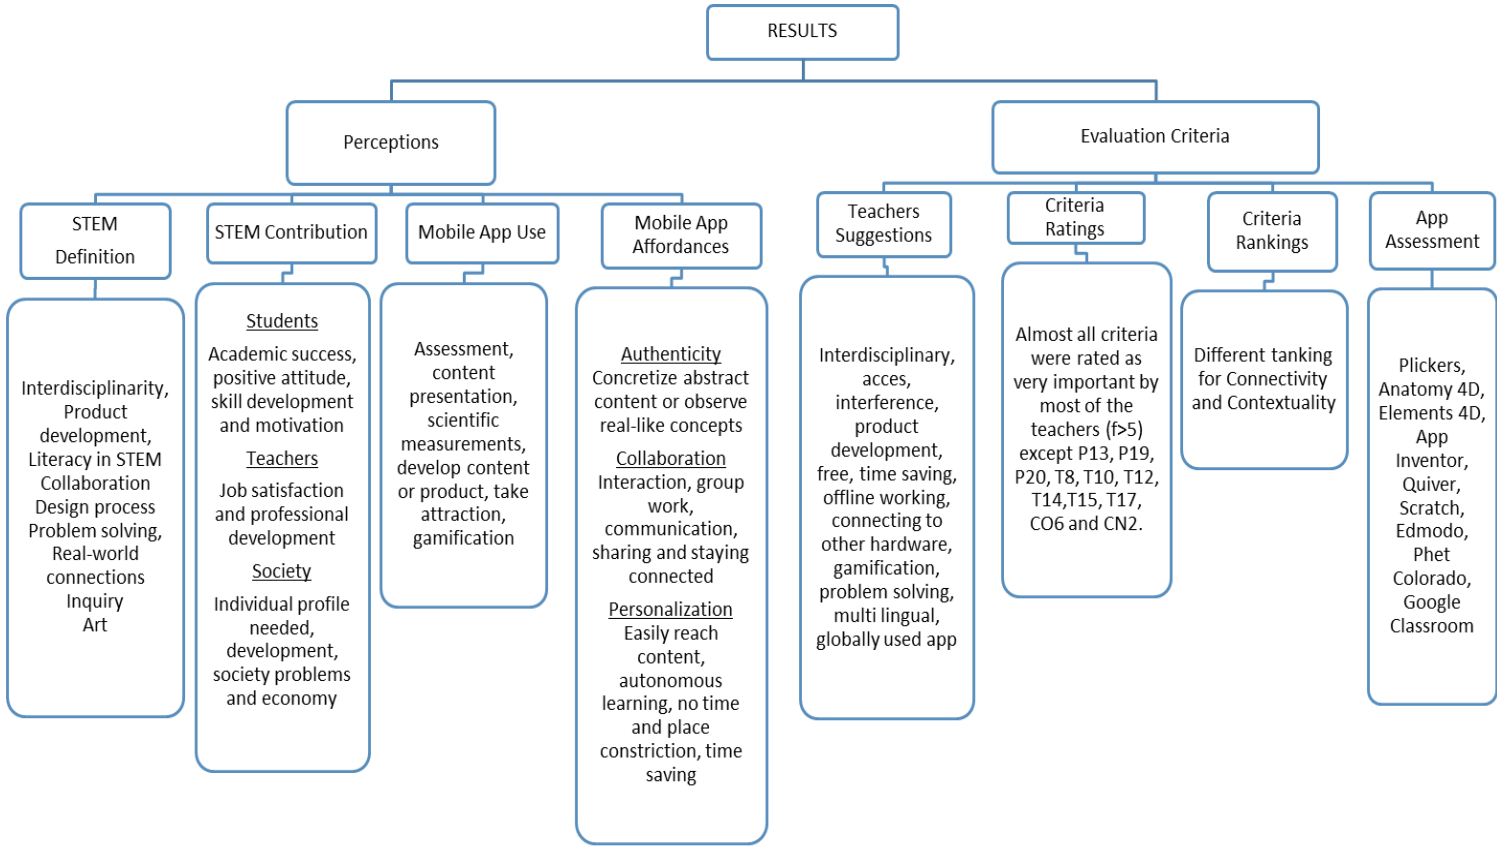 RESULTS
Perceptions
Evaluation Criteria
STEM
Definition
STEM Contribution
Mobile App Use
Mobile App
Affordances
Teachers
Suggestions
Criteria
Ratings
Criteria
Rankings
App
Assessment
Interdisciplinarity,
Product
development,
Literacy in STEM
Collaboration
Design process
Problem solving,
Real-world
connections
Inquiry
Art
Students
Academic success,
positive attitude,
skill development
and motivation
Teachers
Job satisfaction
and professional
development
Society
Individual profile
needed,
development,
society problems
and economy
Assessment,
content
presentation,
scientific
measurements,
develop content
or product, take
attraction,
gamification
Authenticity
Concretize abstract
content or observe
real-like concepts
Collaboration
Interaction, group
work,
communication,
sharing and staying
connected
Personalization
Easily reach
content,
autonomous
learning, no time
and place
constriction, time
saving
Interdisciplinary,
acces,
interference,
product
development,
free, time saving,
offline working,
connecting to
other hardware,
gamification,
problem solving,
multi lingual,
globally used app
Almost all criteria
were rated as
very important by
most of the
teachers (f>5)
except P13, P19,
P20, T8, T10, T12,
T14,T15, T17,
CO6 and CN2.
Different tanking
for Connectivity
and Contextuality
Plickers,
Anatomy 4D,
Elements 4D,
App
Inventor,
Quiver,
Scratch,
Edmodo,
Phet
Colorado,
Google
Classroom